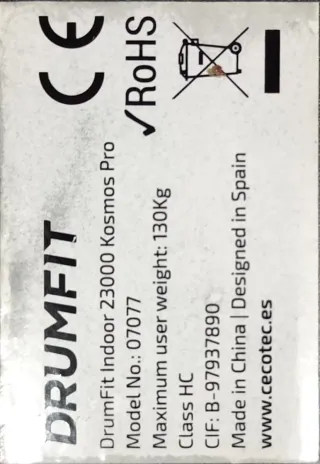 DRUMFIT
CE
DrumFit Indoor 23000 Kosmos Pro
✓RoHS
Model No.: 07077
Maximum user weight: 130Kg
Class HC
CIF: B-97937890
Made in China | Designed in Spain
www.cecotec.es